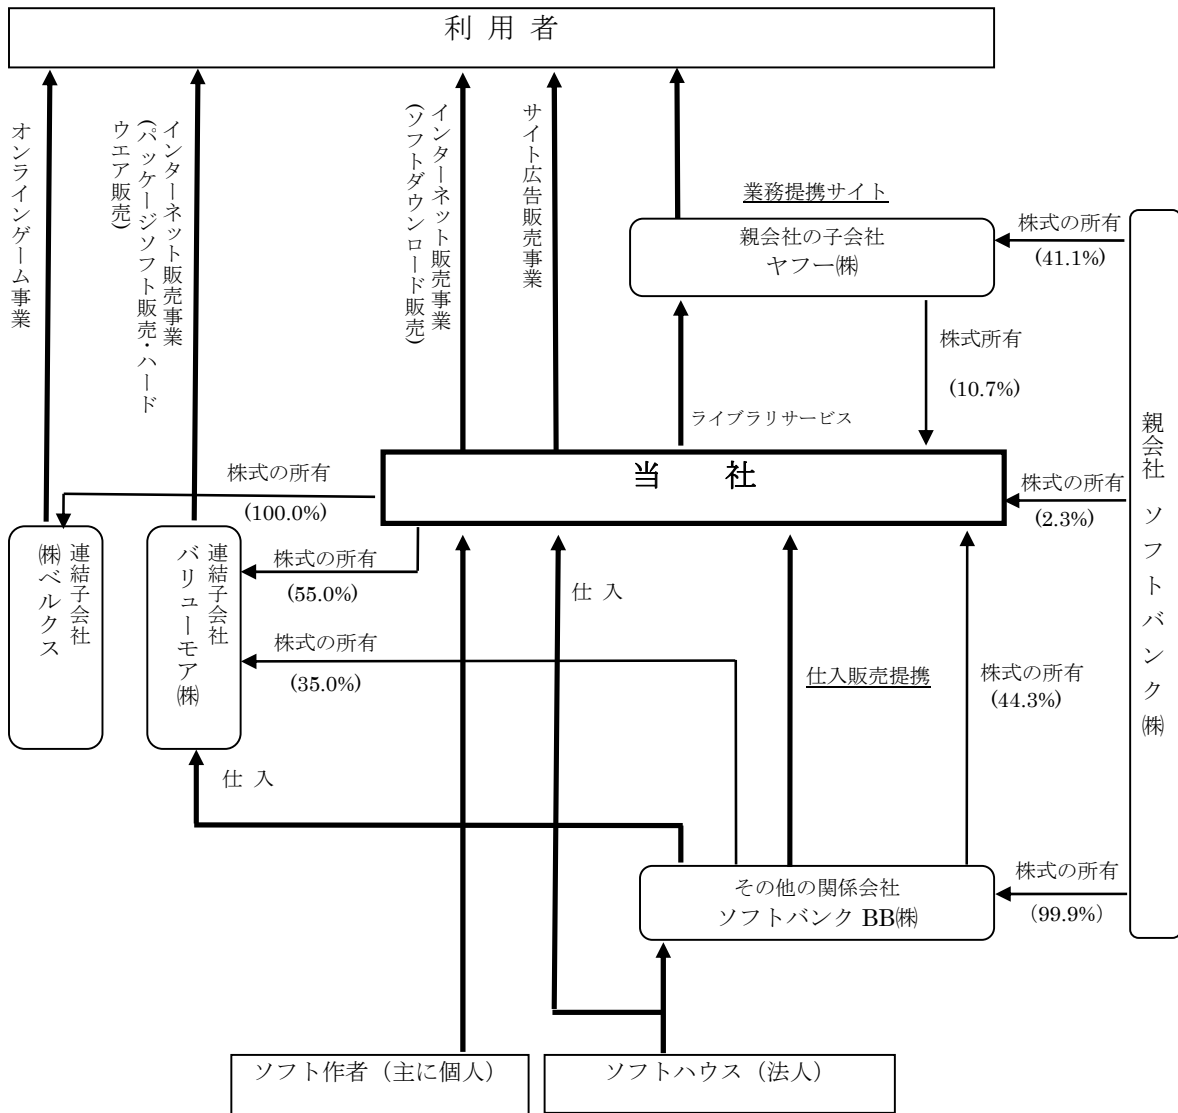 利 用 者
オンラインゲーム事業
インターネット販売事業
(パッケージソフト販売・ハード
ウエア販売)
インターネット販売事業
(ソフトダウンロード販売)
サイト広告販売事業
業務提携サイト
親会社の子会社
ヤフー㈱
株式の所有
(41.1%)
株式所有
(10.7%)
ライブラリサービス
親会社 ソフトバンク㈱
当 社
株式の所有
(100.0%)
株式の所有
(2.3%)
連結子会社
㈱ベルクス
連結子会社
バリューモア㈱
株式の所有
(55.0%)
仕 入
株式の所有
(35.0%)
仕入販売提携
株式の所有
(44.3%)
仕 入
その他の関係会社
ソフトバンク BB㈱
株式の所有
(99.9%)
ソフト作者（主に個人）
ソフトハウス（法人）